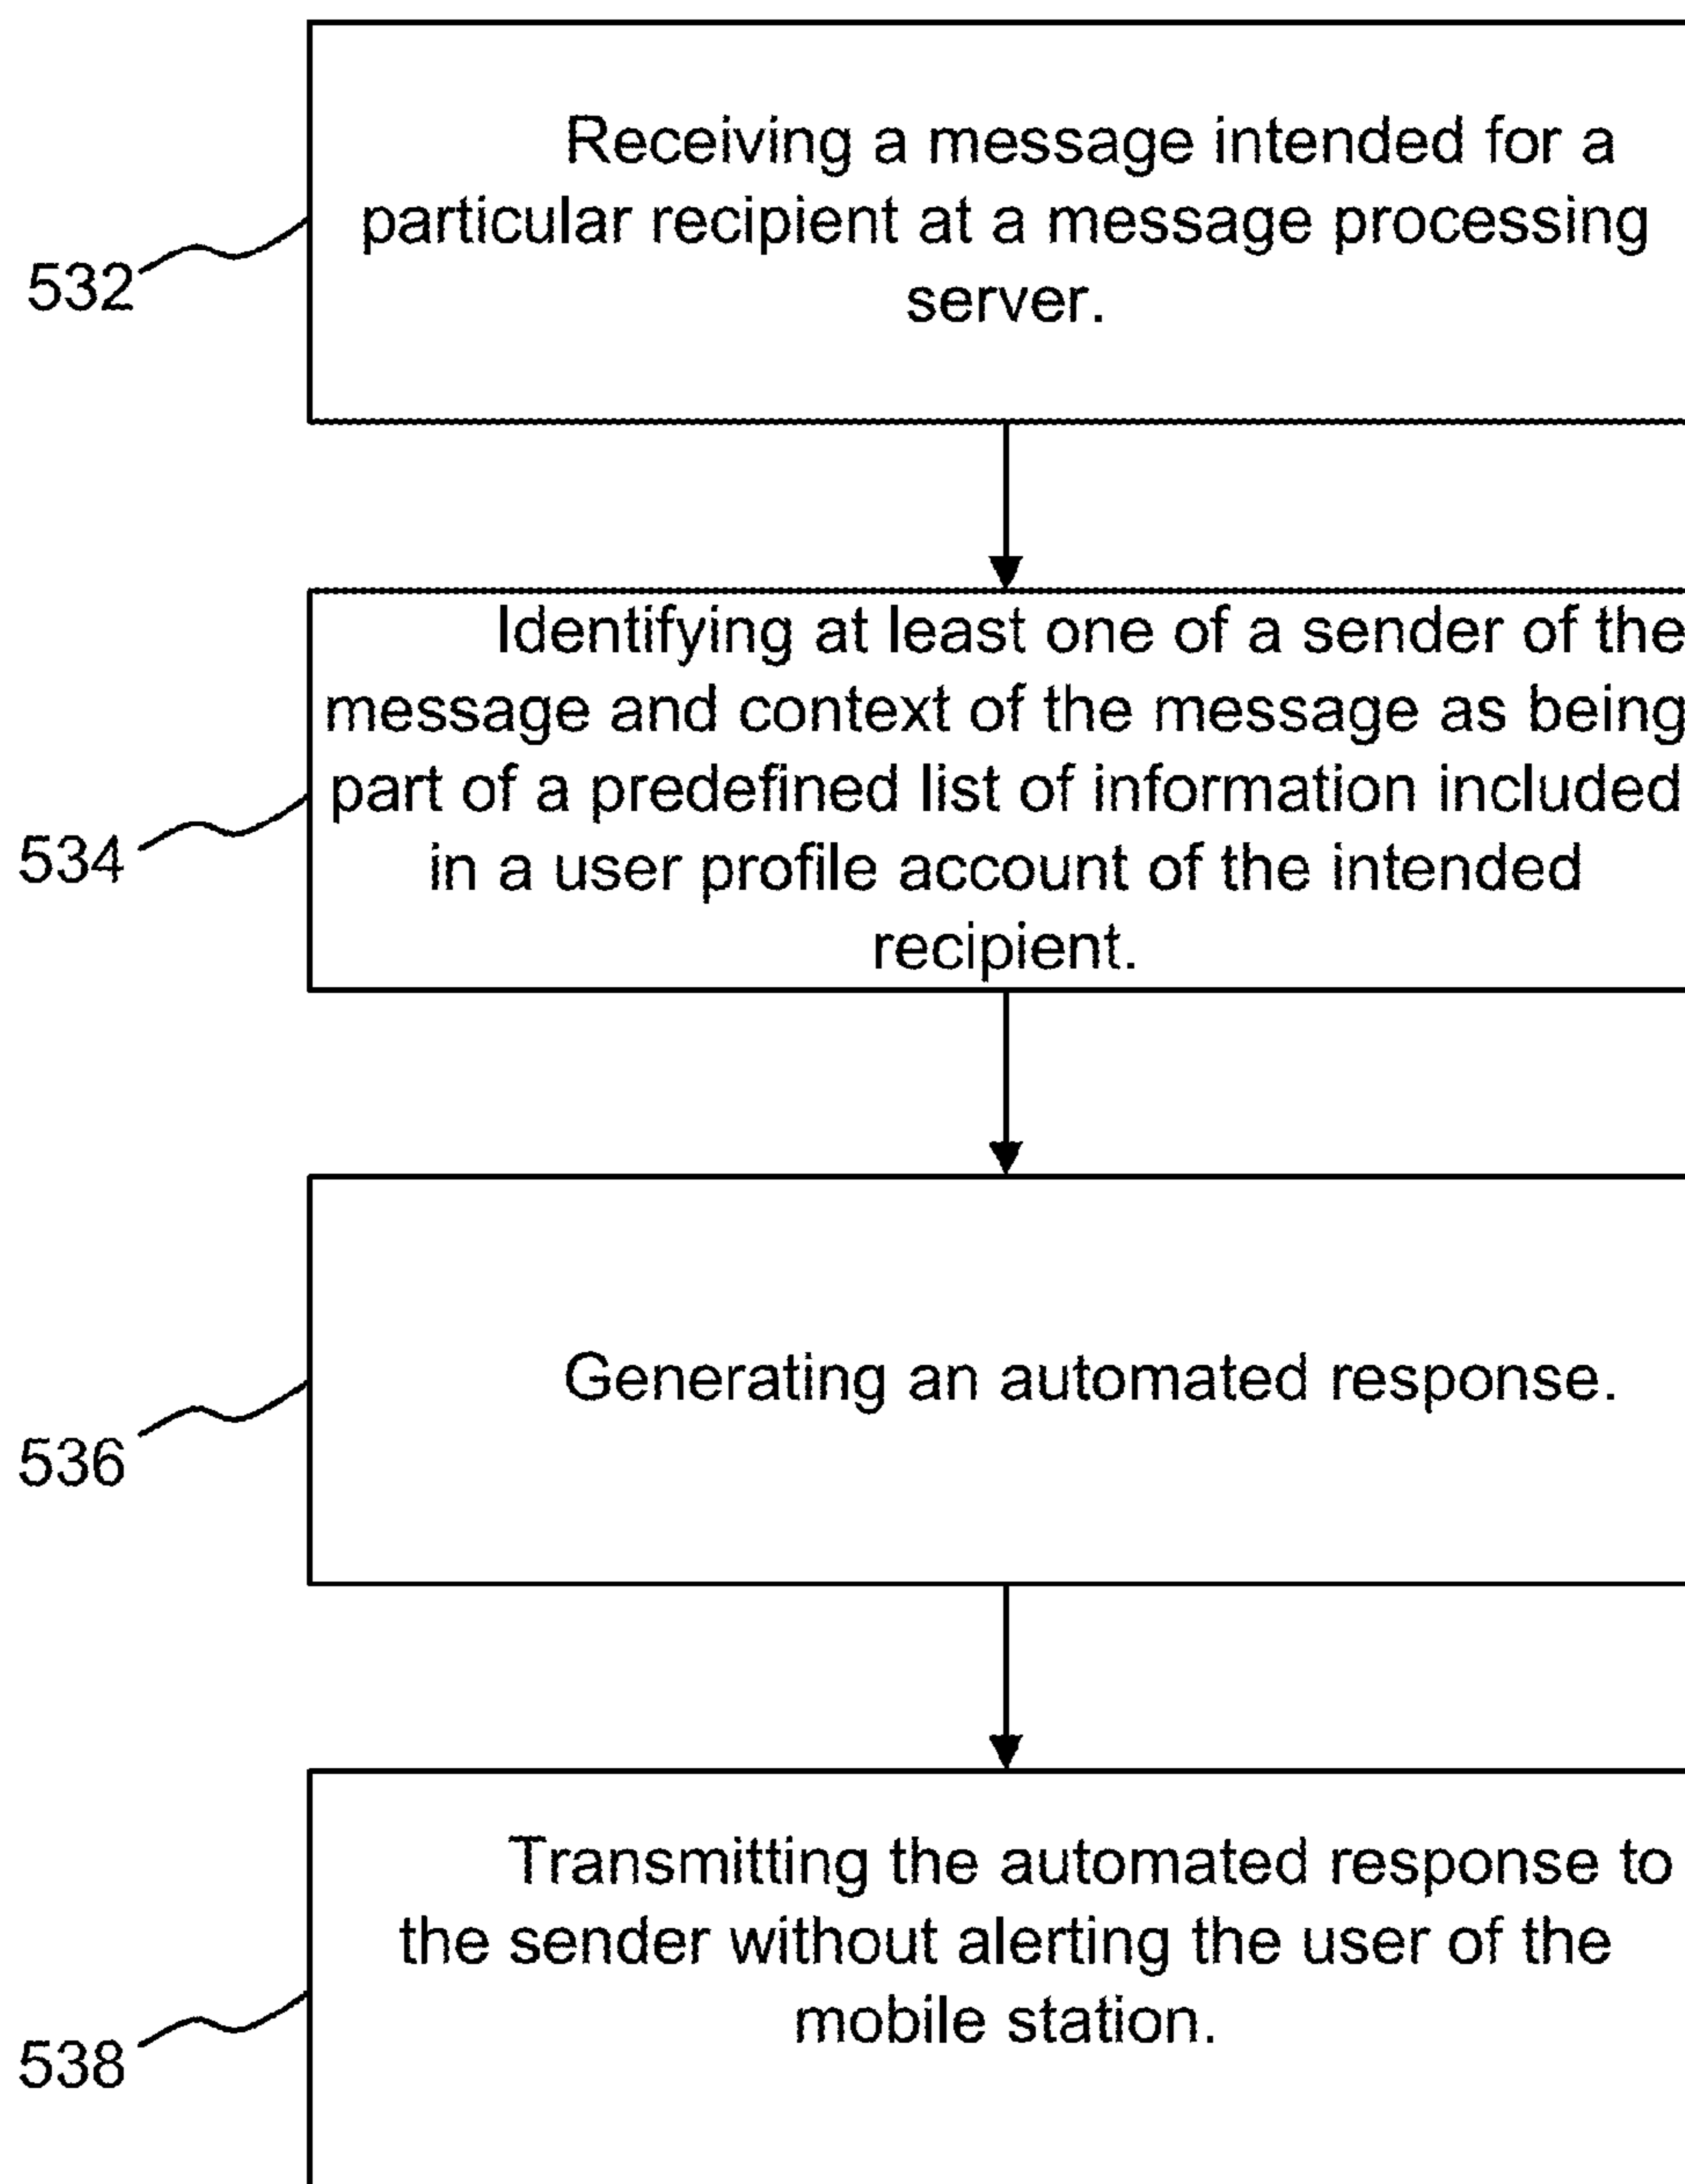 Receiving a message intended for a
particular recipient at a message processing
server.
532
Identifying at least one of a sender of the
message and context of the message as being
part of a predefined list of information included
in a user profile account of the intended
recipient.
534
Generating an automated response.
536
Transmitting the automated response to
the sender without alerting the user of the
mobile station.
538